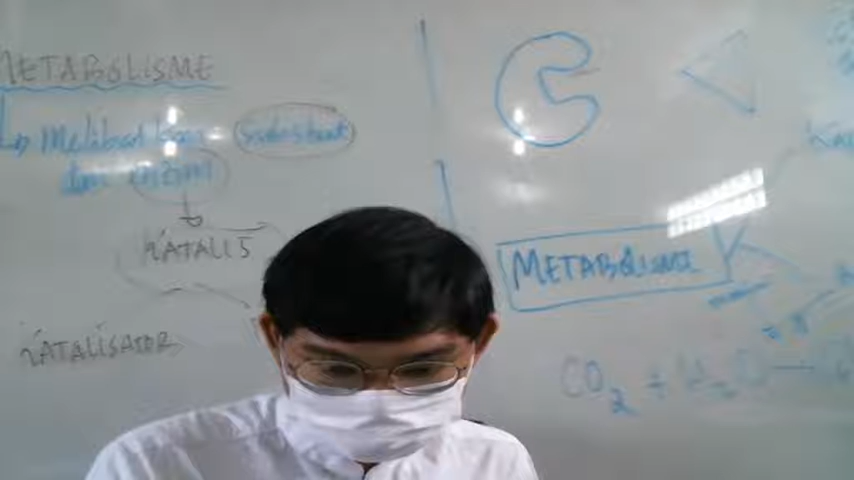 METABOLISME
Melibatkan substrat
dan enzim
KATALIS
KATALISATOR
METABOLISME
CO2 + H2O →